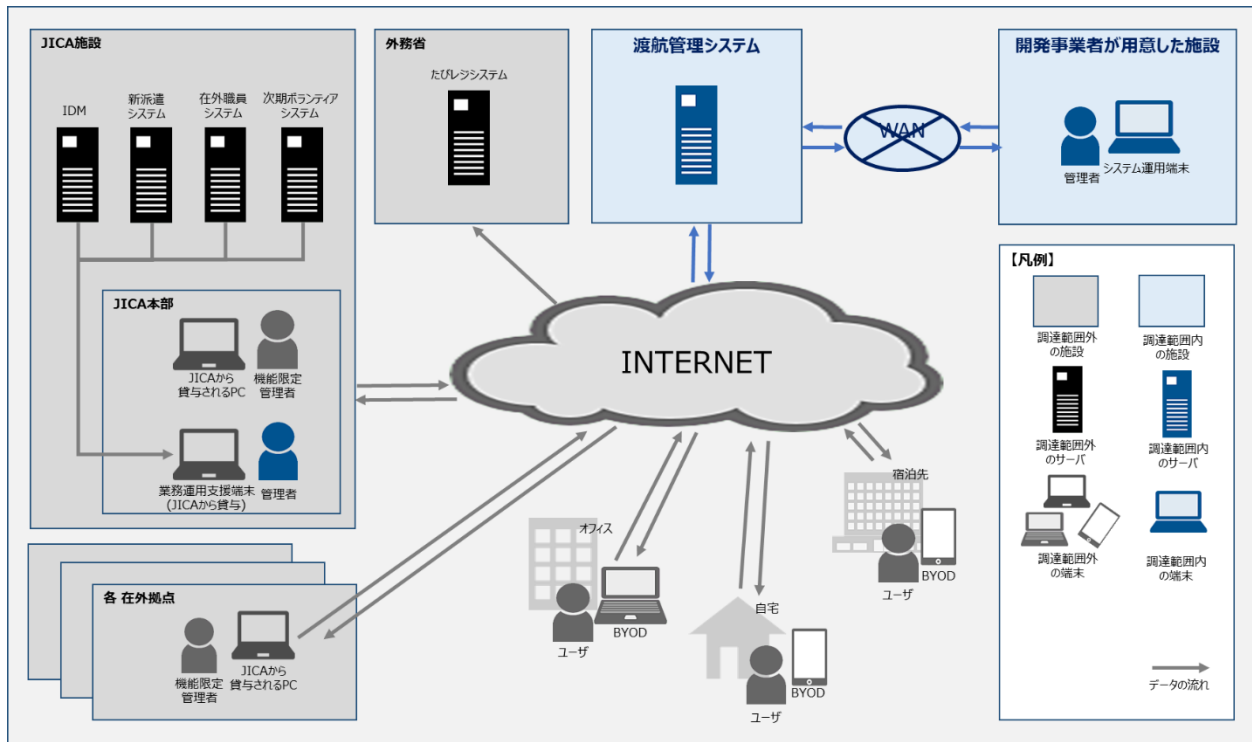 JICA施設
IDM
新派遣
システム
在外職員
システム
次期ボランティア
システム
JICA本部
JICAから
貸与されるPC
機能限定
管理者
業務運用支援端末
(JICAから貸与)
管理者
各 在外拠点
機能限定
管理者
JICAから
貸与されるPC
外務省
たびレジシステム
渡航管理システム
WAN
開発事業者が用意した施設
管理者
システム運用端末
INTERNET
オフィス
BYOD
ユーザ
自宅
BYOD
ユーザ
宿泊先
BYOD
ユーザ
【凡例】
調達範囲外
の施設
調達範囲内
の施設
調達範囲外
のサーバ
調達範囲内
のサーバ
調達範囲外
の端末
調達範囲内
の端末
データの流れ